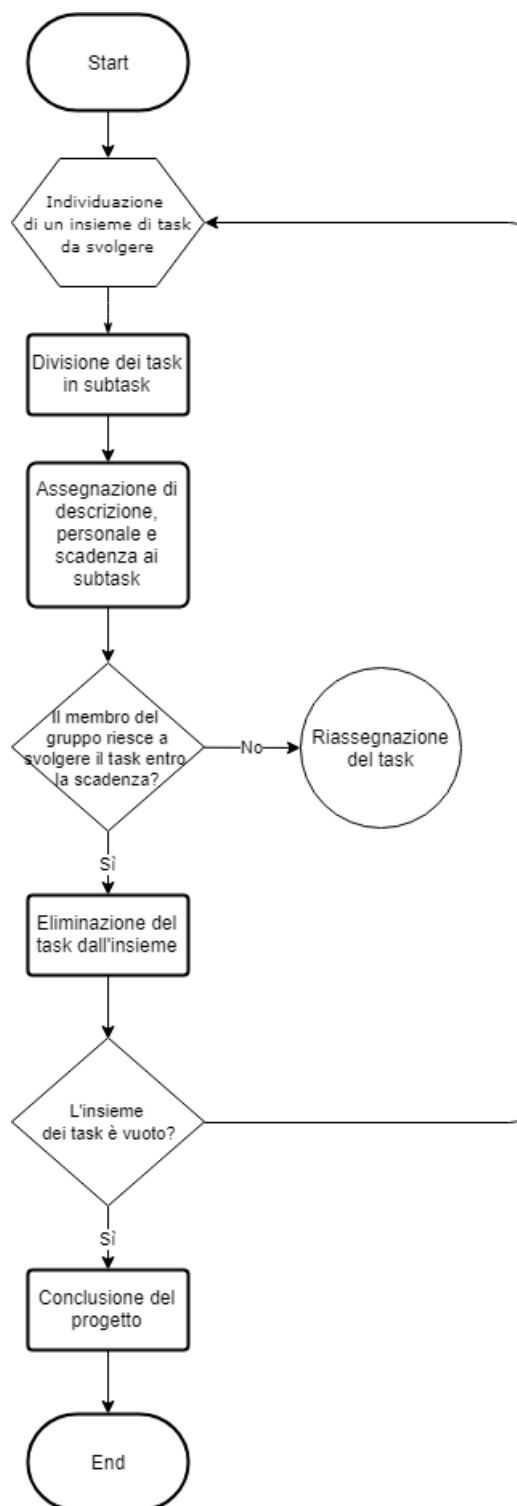 Start
Individuazione
di un insieme di task
da svolgere
Divisione dei task
in subtask
Assegnazione di
descrizione,
personale e
scadenza ai
subtask
Il membro del
gruppo riesce a
svolgere il task entro
la scadenza?
No
Riassegnazione
del task
Sì
Eliminazione del
task dall'insieme
L'insieme
dei task è vuoto?
Sì
Conclusione del
progetto
End